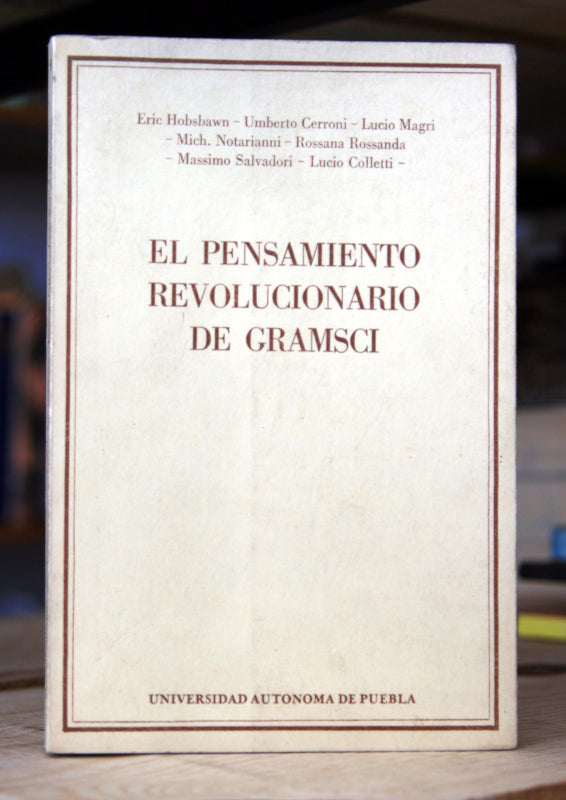 Eric Hobsbawn – Umberto Cerroni – Lucio Magri
– Mich. Notarianni – Rossana Rossanda
– Massimo Salvadori – Lucio Colletti –
EL PENSAMIENTO
REVOLUCIONARIO
DE GRAMSCI
UNIVERSIDAD AUTONOMA DE PUEBLA